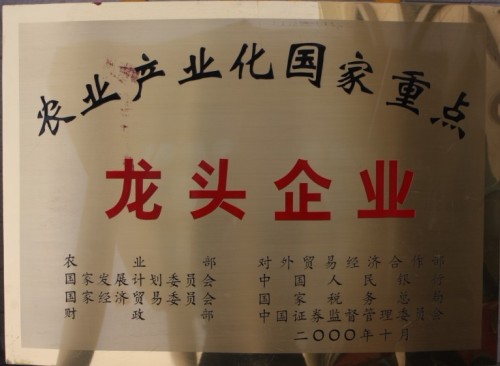 农业产业化国家重点
龙头企业
农业部 对外贸易经济合作部
国家发展计划委员会 中国人民银行
国家经济贸易委员会 国家税务总局
财政部 中国证券监督管理委员会
二〇〇〇年十月